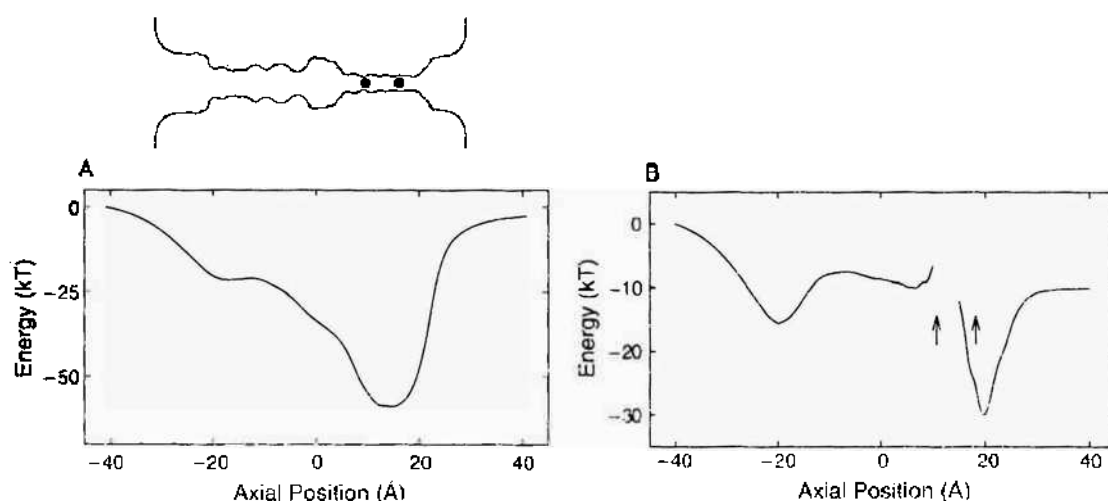 A
0
−25
−50
Energy (kT)
−40 −20 0 20 40
Axial Position (Å)
B
0
−10
−20
−30
Energy (kT)
−40 −20 0 20 40
Axial Position (Å)